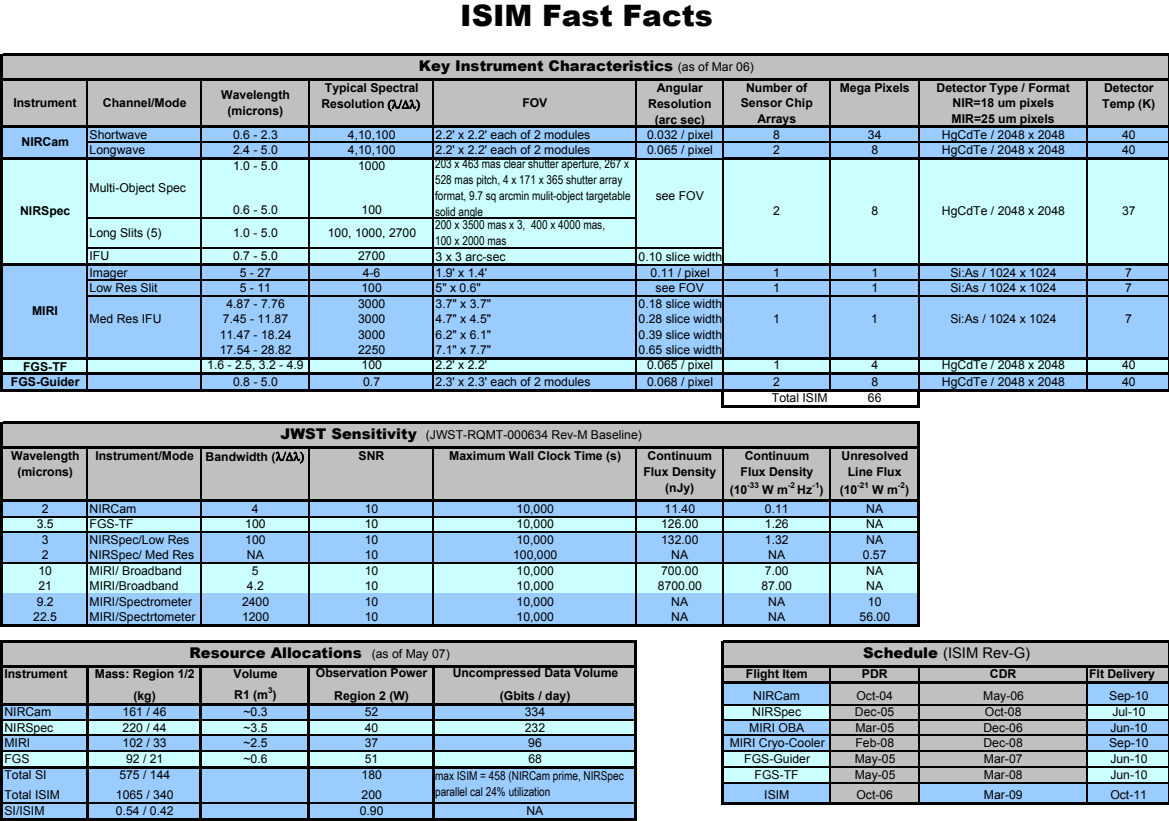 ISIM Fast Facts
Key Instrument Characteristics (as of Mar 06)
Instrument Channel/Mode Wavelength (microns) Typical Spectral Resolution (λ/Δλ) FOV Angular Resolution (arc sec) Number of Sensor Chip Arrays Mega Pixels Detector Type / Format NIR=18 um pixels MIR=25 um pixels Detector Temp (K)
NIRCam Shortwave 0.6 - 2.3 4,10,100 2.2' x 2.2' each of 2 modules 0.032 / pixel 8 34 HgCdTe / 2048 x 2048 40
Longwave 2.4 - 5.0 4,10,100 2.2' x 2.2' each of 2 modules 0.065 / pixel 2 8 HgCdTe / 2048 x 2048 40
NIRSpec Multi-Object Spec 1.0 - 5.0 1000 203 x 463 mas clear shutter aperture, 267 x
528 mas pitch, 4 x 171 x 365 shutter array
format, 9.7 sq arcmin mulit-object targetable
0.6 - 5.0 100 solid angle see FOV 2 8 HgCdTe / 2048 x 2048 37
Long Slits (5) 1.0 - 5.0 100, 1000, 2700 200 x 3500 mas x 3, 400 x 4000 mas,
100 x 2000 mas
IFU 0.7 - 5.0 2700 3 x 3 arc-sec 0.10 slice width
MIRI Imager 5 - 27 4-6 1.9' x 1.4' 0.11 / pixel 1 1 Si:As / 1024 x 1024 7
Low Res Slit 5 - 11 100 5" x 0.6" see FOV 1 1 Si:As / 1024 x 1024 7
Med Res IFU 4.87 - 7.76 3000 3.7" x 3.7" 0.18 slice width
7.45 - 11.87 3000 4.7" x 4.5" 0.28 slice width 1 1 Si:As / 1024 x 1024 7
11.47 - 18.24 3000 6.2" x 6.1" 0.39 slice width
17.54 - 28.82 2250 7.1" x 7.7" 0.65 slice width
FGS-TF 1.6 - 2.5, 3.2 - 4.9 100 2.2' x 2.2' 0.065 / pixel 1 4 HgCdTe / 2048 x 2048 40
FGS-Guider 0.8 - 5.0 0.7 2.3' x 2.3' each of 2 modules 0.068 / pixel 2 8 HgCdTe / 2048 x 2048 40
Total ISIM 66
JWST Sensitivity (JWST-RQMT-000634 Rev-M Baseline)
Wavelength (microns) Instrument/Mode Bandwidth (λ/Δλ) SNR Maximum Wall Clock Time (s) Continuum Flux Density (nJy) Continuum Flux Density (10⁻³³ W m⁻² Hz⁻¹) Unresolved Line Flux (10⁻²¹ W m⁻²)
2 NIRCam 4 10 10,000 11.40 0.11 NA
3.5 FGS-TF 100 10 10,000 126.00 1.26 NA
3 NIRSpec/Low Res 100 10 10,000 132.00 1.32 NA
2 NIRSpec/ Med Res NA 10 100,000 NA NA 0.57
10 MIRI/ Broadband 5 10 10,000 700.00 7.00 NA
21 MIRI/Broadband 4.2 10 10,000 8700.00 87.00 NA
9.2 MIRI/Spectrometer 2400 10 10,000 NA NA 10
22.5 MIRI/Spectrtometer 1200 10 10,000 NA NA 56.00
Resource Allocations (as of May 07)
Instrument Mass: Region 1/2 (kg) Volume R1 (m³) Observation Power Region 2 (W) Uncompressed Data Volume (Gbits / day)
NIRCam 161 / 46 ~0.3 52 334
NIRSpec 220 / 44 ~3.5 40 232
MIRI 102 / 33 ~2.5 37 96
FGS 92 / 21 ~0.6 51 68
Total SI 575 / 144 180 max ISIM = 458 (NIRCam prime, NIRSpec
Total ISIM 1065 / 340 200 parallel cal 24% utilization
SI/ISIM 0.54 / 0.42 0.90 NA
Schedule (ISIM Rev-G)
Flight Item PDR CDR Flt Delivery
NIRCam Oct-04 May-06 Sep-10
NIRSpec Dec-05 Oct-08 Jul-10
MIRI OBA Mar-05 Dec-06 Jun-10
MIRI Cryo-Cooler Feb-08 Dec-08 Sep-10
FGS-Guider May-05 Mar-07 Jun-10
FGS-TF May-05 Mar-08 Jun-10
ISIM Oct-06 Mar-09 Oct-11